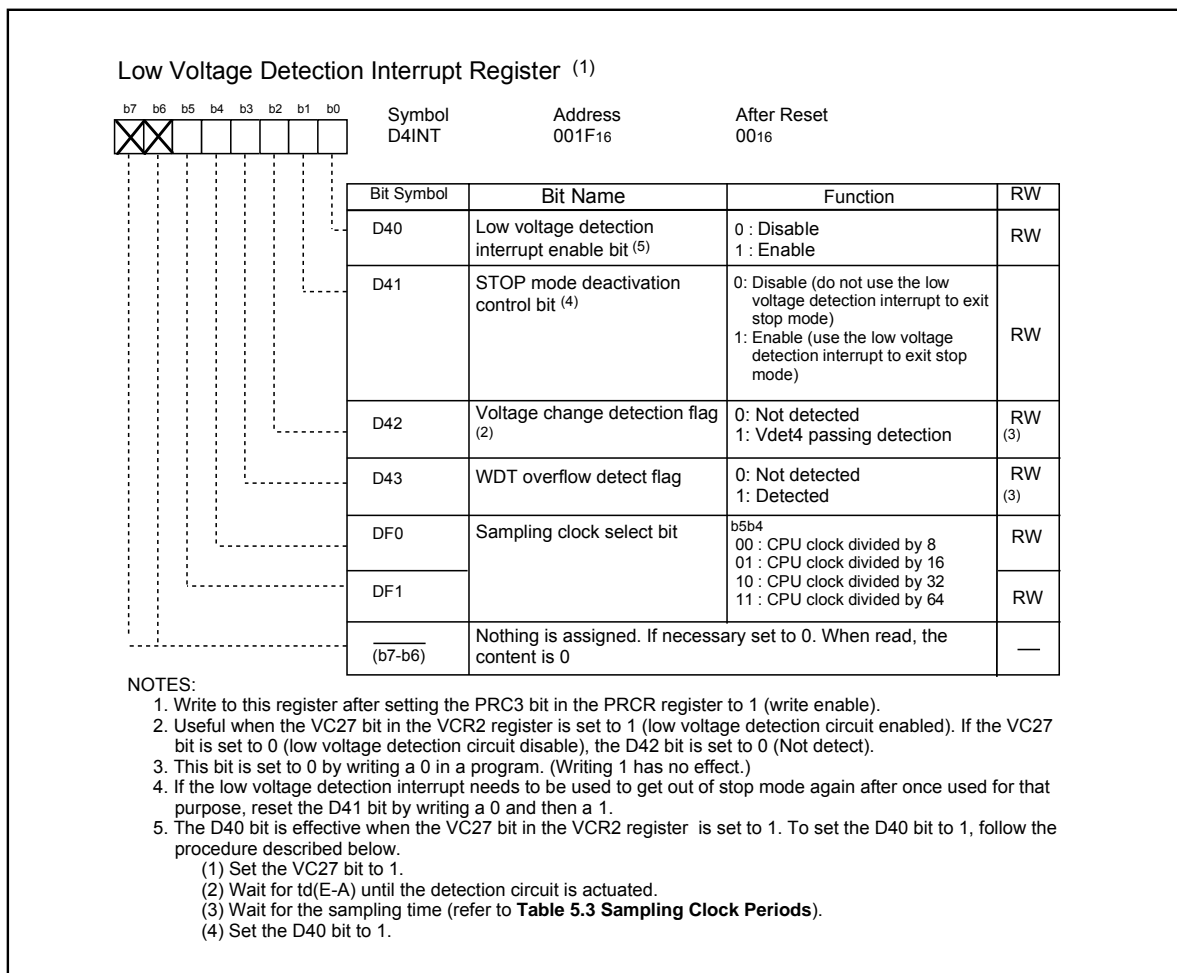 Low Voltage Detection Interrupt Register (1)
b7 b6 b5 b4 b3 b2 b1 b0
Symbol Address After Reset
D4INT 001F16 0016
Bit Symbol Bit Name Function RW
D40 Low voltage detection interrupt enable bit (5) 0 : Disable RW
1 : Enable
D41 STOP mode deactivation control bit (4) 0: Disable (do not use the low
voltage detection interrupt to exit
stop mode)
1: Enable (use the low voltage RW
detection interrupt to exit stop
mode)
D42 Voltage change detection flag (2) 0: Not detected RW
1: Vdet4 passing detection (3)
D43 WDT overflow detect flag 0: Not detected RW
1: Detected (3)
DF0 Sampling clock select bit b5b4 RW
00 : CPU clock divided by 8
01 : CPU clock divided by 16
DF1 10 : CPU clock divided by 32 RW
11 : CPU clock divided by 64
(b7-b6) Nothing is assigned. If necessary set to 0. When read, the —
content is 0
NOTES:
1. Write to this register after setting the PRC3 bit in the PRCR register to 1 (write enable).
2. Useful when the VC27 bit in the VCR2 register is set to 1 (low voltage detection circuit enabled). If the VC27
bit is set to 0 (low voltage detection circuit disable), the D42 bit is set to 0 (Not detect).
3. This bit is set to 0 by writing a 0 in a program. (Writing 1 has no effect.)
4. If the low voltage detection interrupt needs to be used to get out of stop mode again after once used for that
purpose, reset the D41 bit by writing a 0 and then a 1.
5. The D40 bit is effective when the VC27 bit in the VCR2 register is set to 1. To set the D40 bit to 1, follow the
procedure described below.
(1) Set the VC27 bit to 1.
(2) Wait for td(E-A) until the detection circuit is actuated.
(3) Wait for the sampling time (refer to Table 5.3 Sampling Clock Periods).
(4) Set the D40 bit to 1.